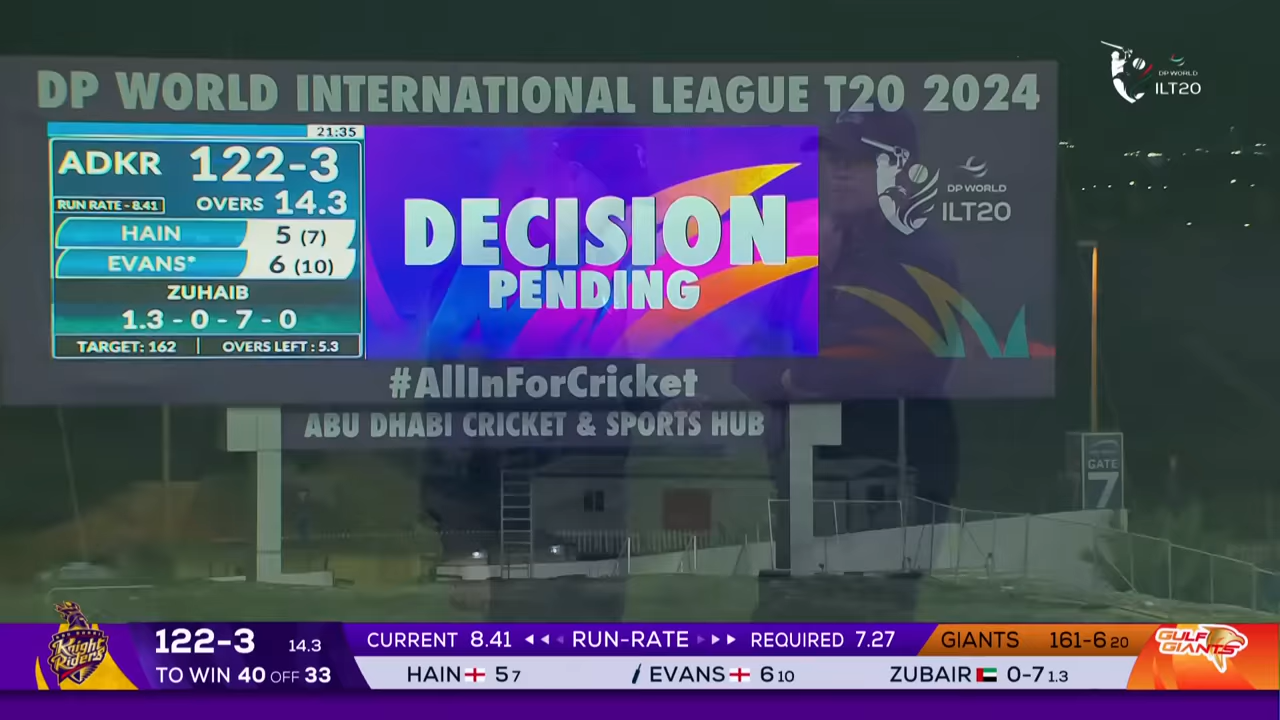 DP WORLD INTERNATIONAL LEAGUE T20 2024
DP WORLD
ILT20
21:35
ADKR 122-3
RUN RATE - 8.41 OVERS 14.3
HAIN 5 (7)
EVANS* 6 (10)
ZUHAIB
1.3 - 0 - 7 - 0
TARGET: 162 | OVERS LEFT : 5.3
DECISION
PENDING
DP WORLD
ILT20
#AllInForCricket
ABU DHABI CRICKET & SPORTS HUB
GATE
7
Knight
Riders
122-3 14.3
TO WIN 40 OFF 33
CURRENT 8.41 RUN-RATE REQUIRED 7.27
HAIN 5 7 EVANS 6 10 ZUBAIR 0-7 1.3
GIANTS 161-6 20
GULF
GIANTS